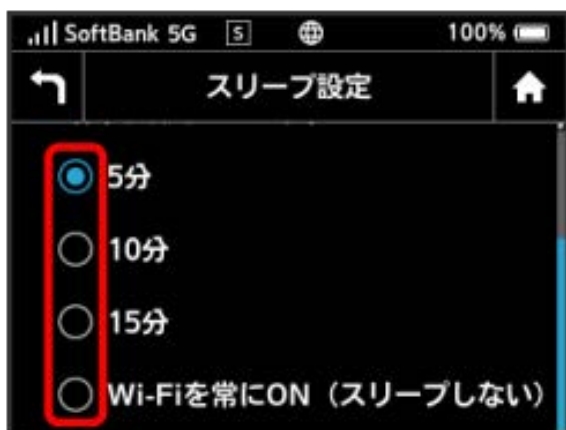 SoftBank 5G S 100%
スリープ設定
5分
10分
15分
Wi-Fiを常にON（スリープしない）